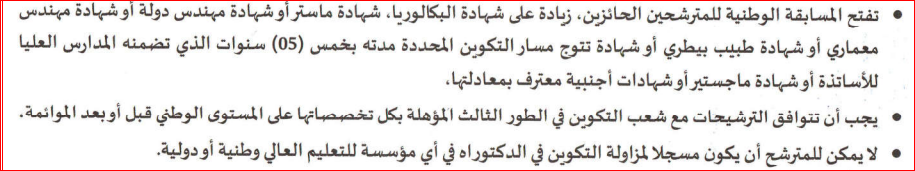 • تفتح المسابقة الوطنية للمترشحين الحائزين، زيادة على شهادة البكالوريا، شهادة ماستر أو شهادة مهندس دولة أو شهادة مهندس
معماري أو شهادة طبيب بيطري أو شهادة تتوج مسار التكوين المحددة مدته بخمس (05) سنوات الذي تضمنه المدارس العليا
للأساتذة أو شهادة ماجستير أو شهادات أجنبية معترف بمعادلتها،
• يجب أن تتوافق الترشيحات مع شعب التكوين في الطور الثالث المؤهلة بكل تخصصاتها على المستوى الوطني قبل أو بعد الموائمة.
• لا يمكن للمترشح أن يكون مسجلا لمزاولة التكوين في الدكتوراه في أي مؤسسة للتعليم العالي وطنية أو دولية.